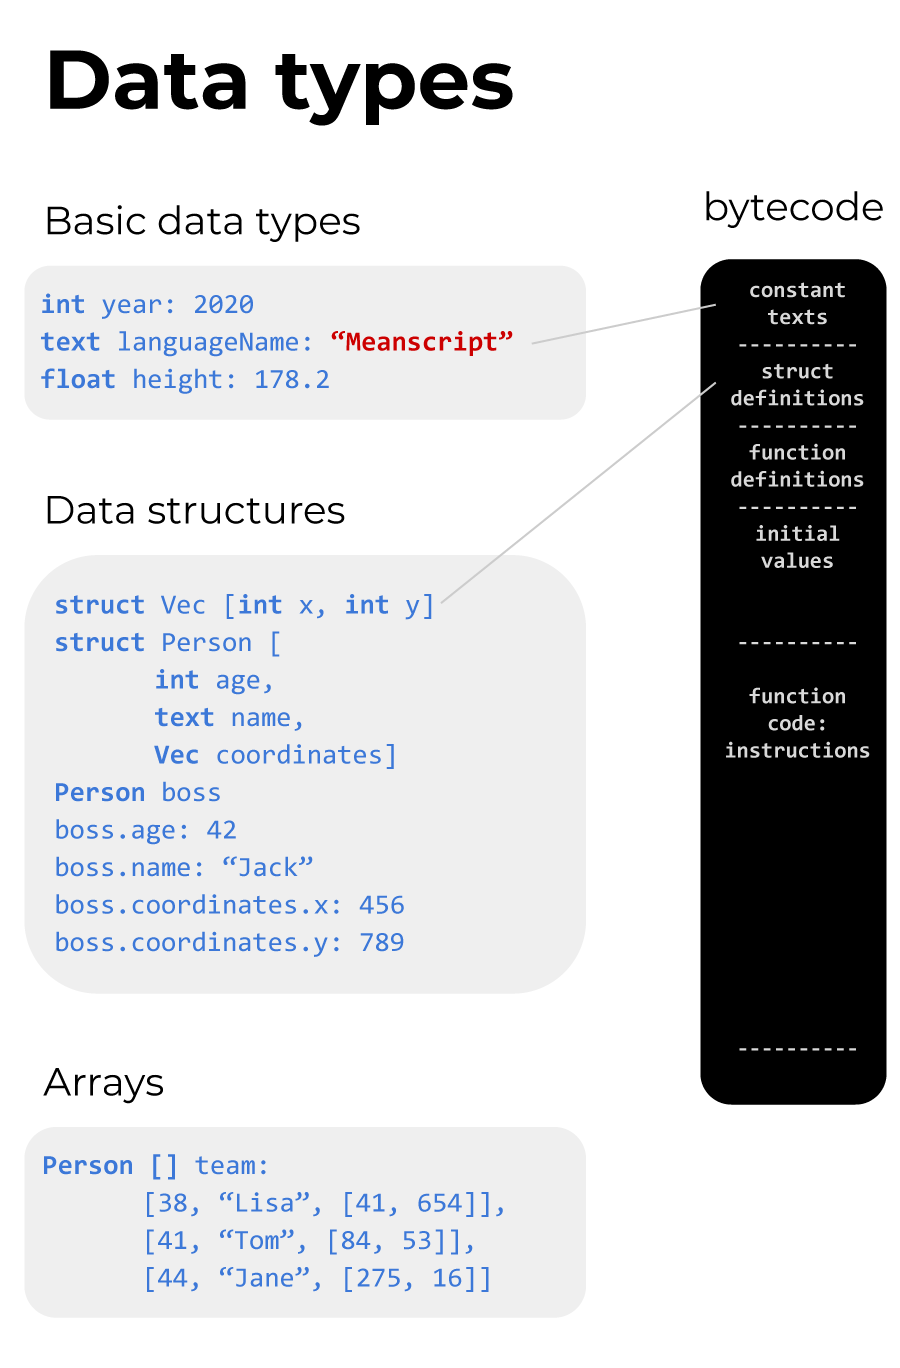 Data types
Basic data types
int year: 2020
text languageName: “Meanscript”
float height: 178.2
Data structures
struct Vec [int x, int y]
struct Person [
int age,
text name,
Vec coordinates]
Person boss
boss.age: 42
boss.name: “Jack”
boss.coordinates.x: 456
boss.coordinates.y: 789
Arrays
Person [] team:
[38, “Lisa”, [41, 654]],
[41, “Tom”, [84, 53]],
[44, “Jane”, [275, 16]]
bytecode
constant
texts
----------
struct
definitions
----------
function
definitions
----------
initial
values
----------
function
code:
instructions
----------